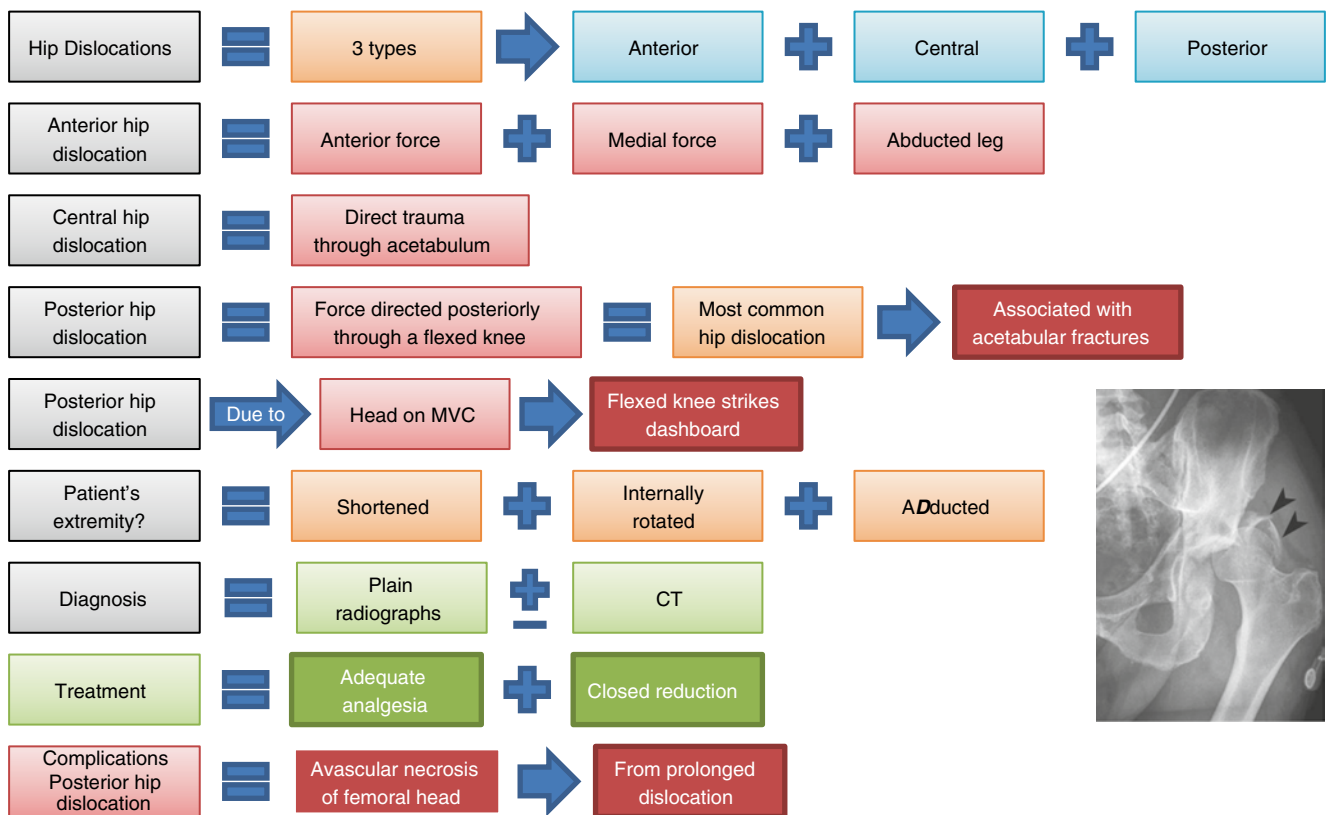 Hip Dislocations
3 types
Anterior
Central
Posterior
Anterior hip
dislocation
Anterior force
Medial force
Abducted leg
Central hip
dislocation
Direct trauma
through acetabulum
Posterior hip
dislocation
Force directed posteriorly
through a flexed knee
Most common
hip dislocation
Associated with
acetabular fractures
Posterior hip
dislocation
Due to
Head on MVC
Flexed knee strikes
dashboard
Patient's
extremity?
Shortened
Internally
rotated
ADducted
Diagnosis
Plain
radiographs
CT
Treatment
Adequate
analgesia
Closed reduction
Complications
Posterior hip
dislocation
Avascular necrosis
of femoral head
From prolonged
dislocation